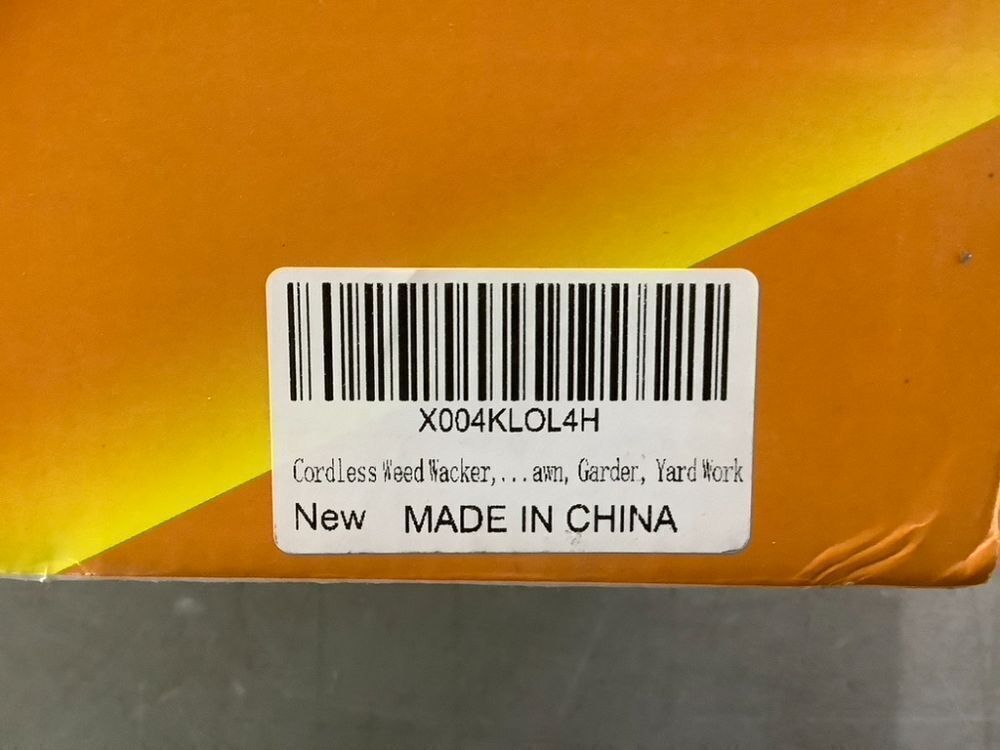 X004KLOL4H
Cordless Weed Wacker,...awn, Garder, Yard Work
New MADE IN CHINA